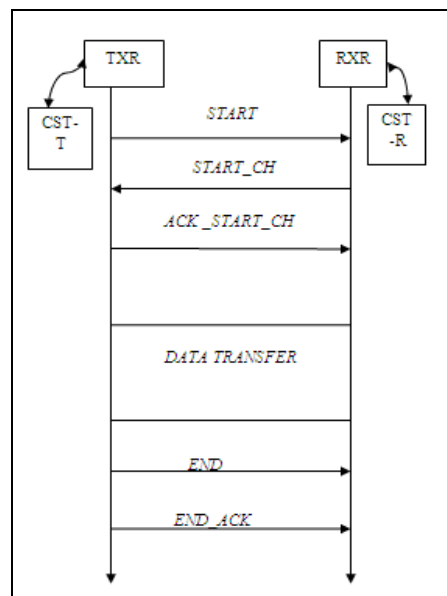 TXR
RXR
CST-
T
CST
-R
START
START_CH
ACK _START_CH
DATA TRANSFER
END
END_ACK